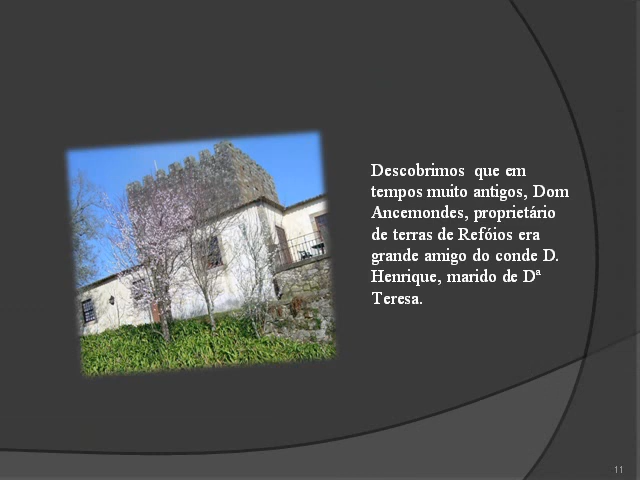 Descobrimos  que em
tempos muito antigos, Dom
Ancemondes, proprietário
de terras de Refóios era
grande amigo do conde D.
Henrique, marido de Dª
Teresa.
11